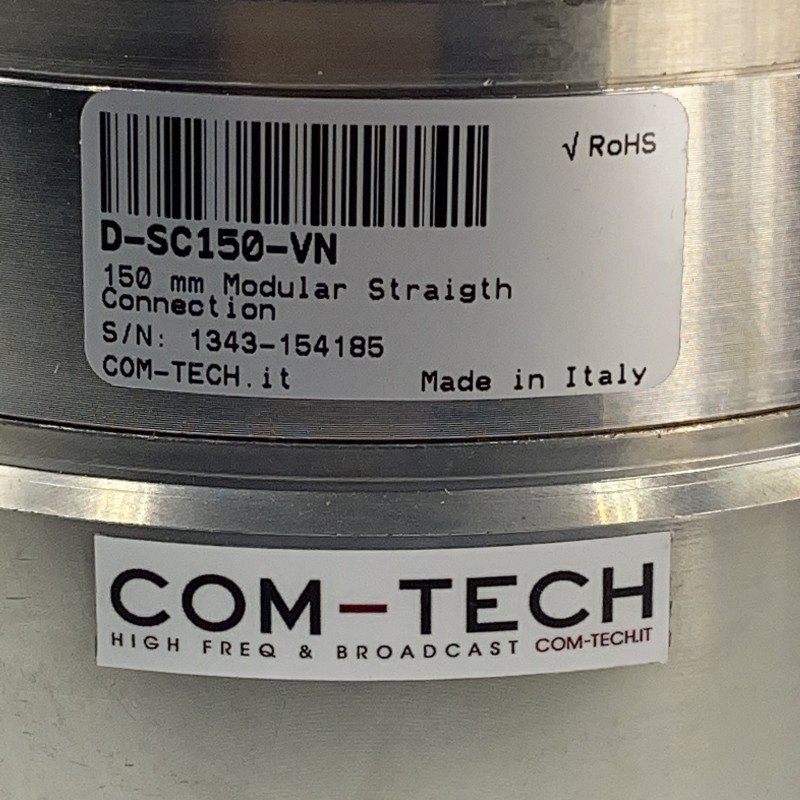 √ RoHS
D-SC150-VN
150 mm Modular Straigth
Connection
S/N: 1343-154185
COM-TECH.it
Made in Italy
COM-TECH
HIGH FREQ & BROADCAST COM-TECH.IT